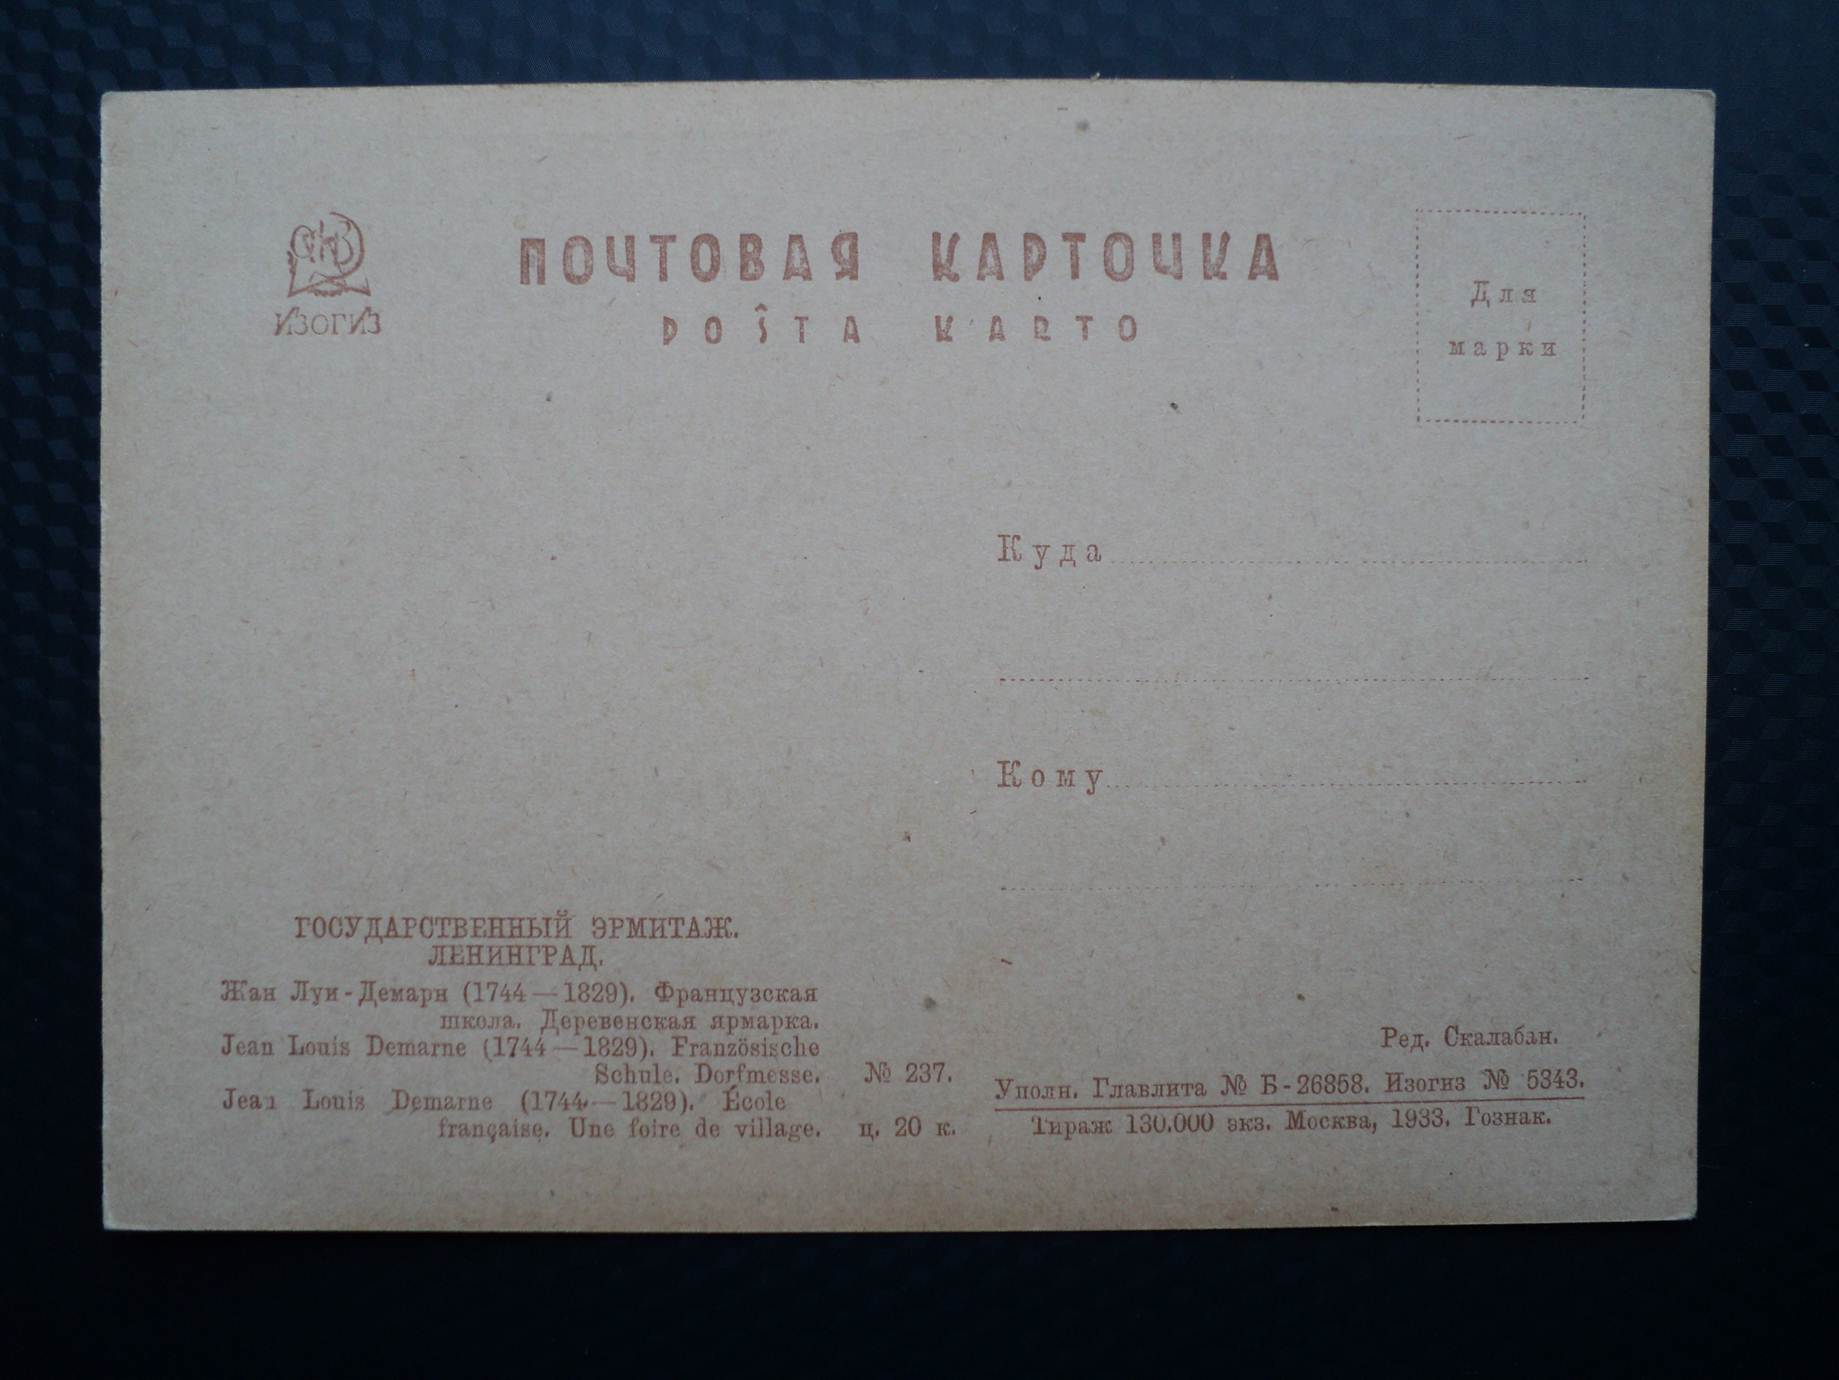 ИЗОГИЗ
ПОЧТОВАЯ КАРТОЧКА
POŜTA KARTO
Для
марки
Куда
Кому
ГОСУДАРСТВЕННЫЙ ЭРМИТАЖ.
ЛЕНИНГРАД.
Жан Луи-Демарн (1744—1829). Французская
школа. Деревенская ярмарка.
Jean Louis Demarne (1744—1829). Französische
Schule. Dorfmesse.
Jean Louis Demarne (1744—1829). École
française. Une foire de village.
№ 237.
ц. 20 к.
Ред. Скалабан.
Уполн. Главлита № Б-26858. Изогиз № 5343.
Тираж 130.000 экз. Москва, 1933. Гознак.